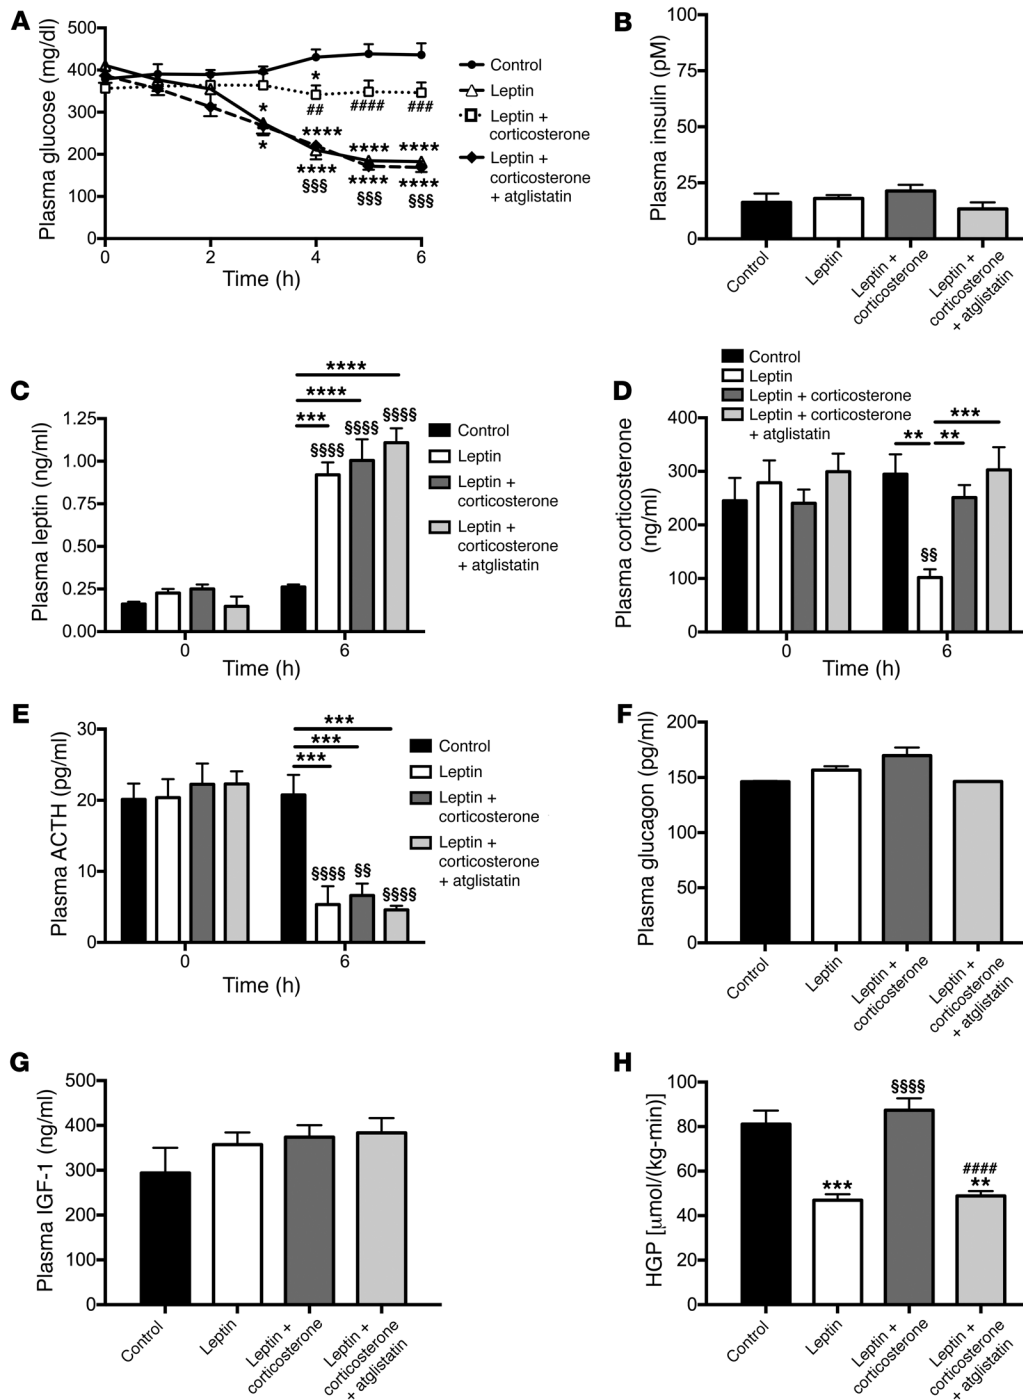 A
Plasma glucose (mg/dl)
500
400
300
200
100
0
0 2 4 6
Time (h)
*
*
*
##
####
###
****
****
****
****
****
****
§§§
§§§
§§§
Control
Leptin
Leptin +
corticosterone
Leptin +
corticosterone
+ atglistatin
B
Plasma insulin (pM)
100
75
50
25
0
Control
Leptin
Leptin +
corticosterone
Leptin +
corticosterone
+ atglistatin
C
Plasma leptin (ng/ml)
1.25
1.00
0.75
0.50
0.25
0.00
0 6
Time (h)
****
****
***
§§§§
§§§§
§§§§
Control
Leptin
Leptin +
corticosterone
Leptin +
corticosterone
+ atglistatin
D
Control
Leptin
Leptin + corticosterone
Leptin + corticosterone
+ atglistatin
Plasma corticosterone
(ng/ml)
400
300
200
100
0
0 6
Time (h)
***
** **
§§
E
Plasma ACTH (pg/ml)
30
20
10
0
0 6
Time (h)
***
***
***
§§§§
§§
§§§§
Control
Leptin
Leptin +
corticosterone
Leptin +
corticosterone
+ atglistatin
F
Plasma glucagon (pg/ml)
200
150
100
50
0
Control
Leptin
Leptin +
corticosterone
Leptin +
corticosterone
+ atglistatin
G
Plasma IGF-1 (ng/ml)
500
400
300
200
100
0
Control
Leptin
Leptin +
corticosterone
Leptin +
corticosterone
+ atglistatin
H
HGP [μmol/(kg-min)]
100
80
60
40
20
0
***
§§§§
####
**
Control
Leptin
Leptin +
corticosterone
Leptin +
corticosterone
+ atglistatin